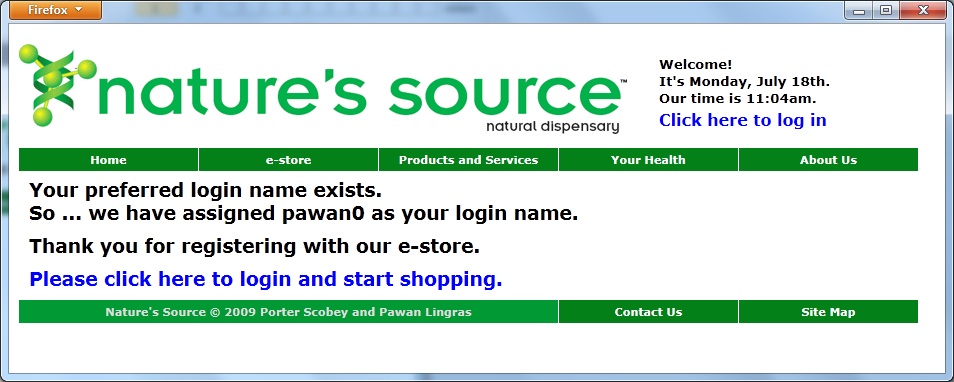 Firefox
nature's source™
natural dispensary
Welcome!
It's Monday, July 18th.
Our time is 11:04am.
Click here to log in
Home e-store Products and Services Your Health About Us
Your preferred login name exists.
So ... we have assigned pawan0 as your login name.
Thank you for registering with our e-store.
Please click here to login and start shopping.
Nature's Source © 2009 Porter Scobey and Pawan Lingras Contact Us Site Map